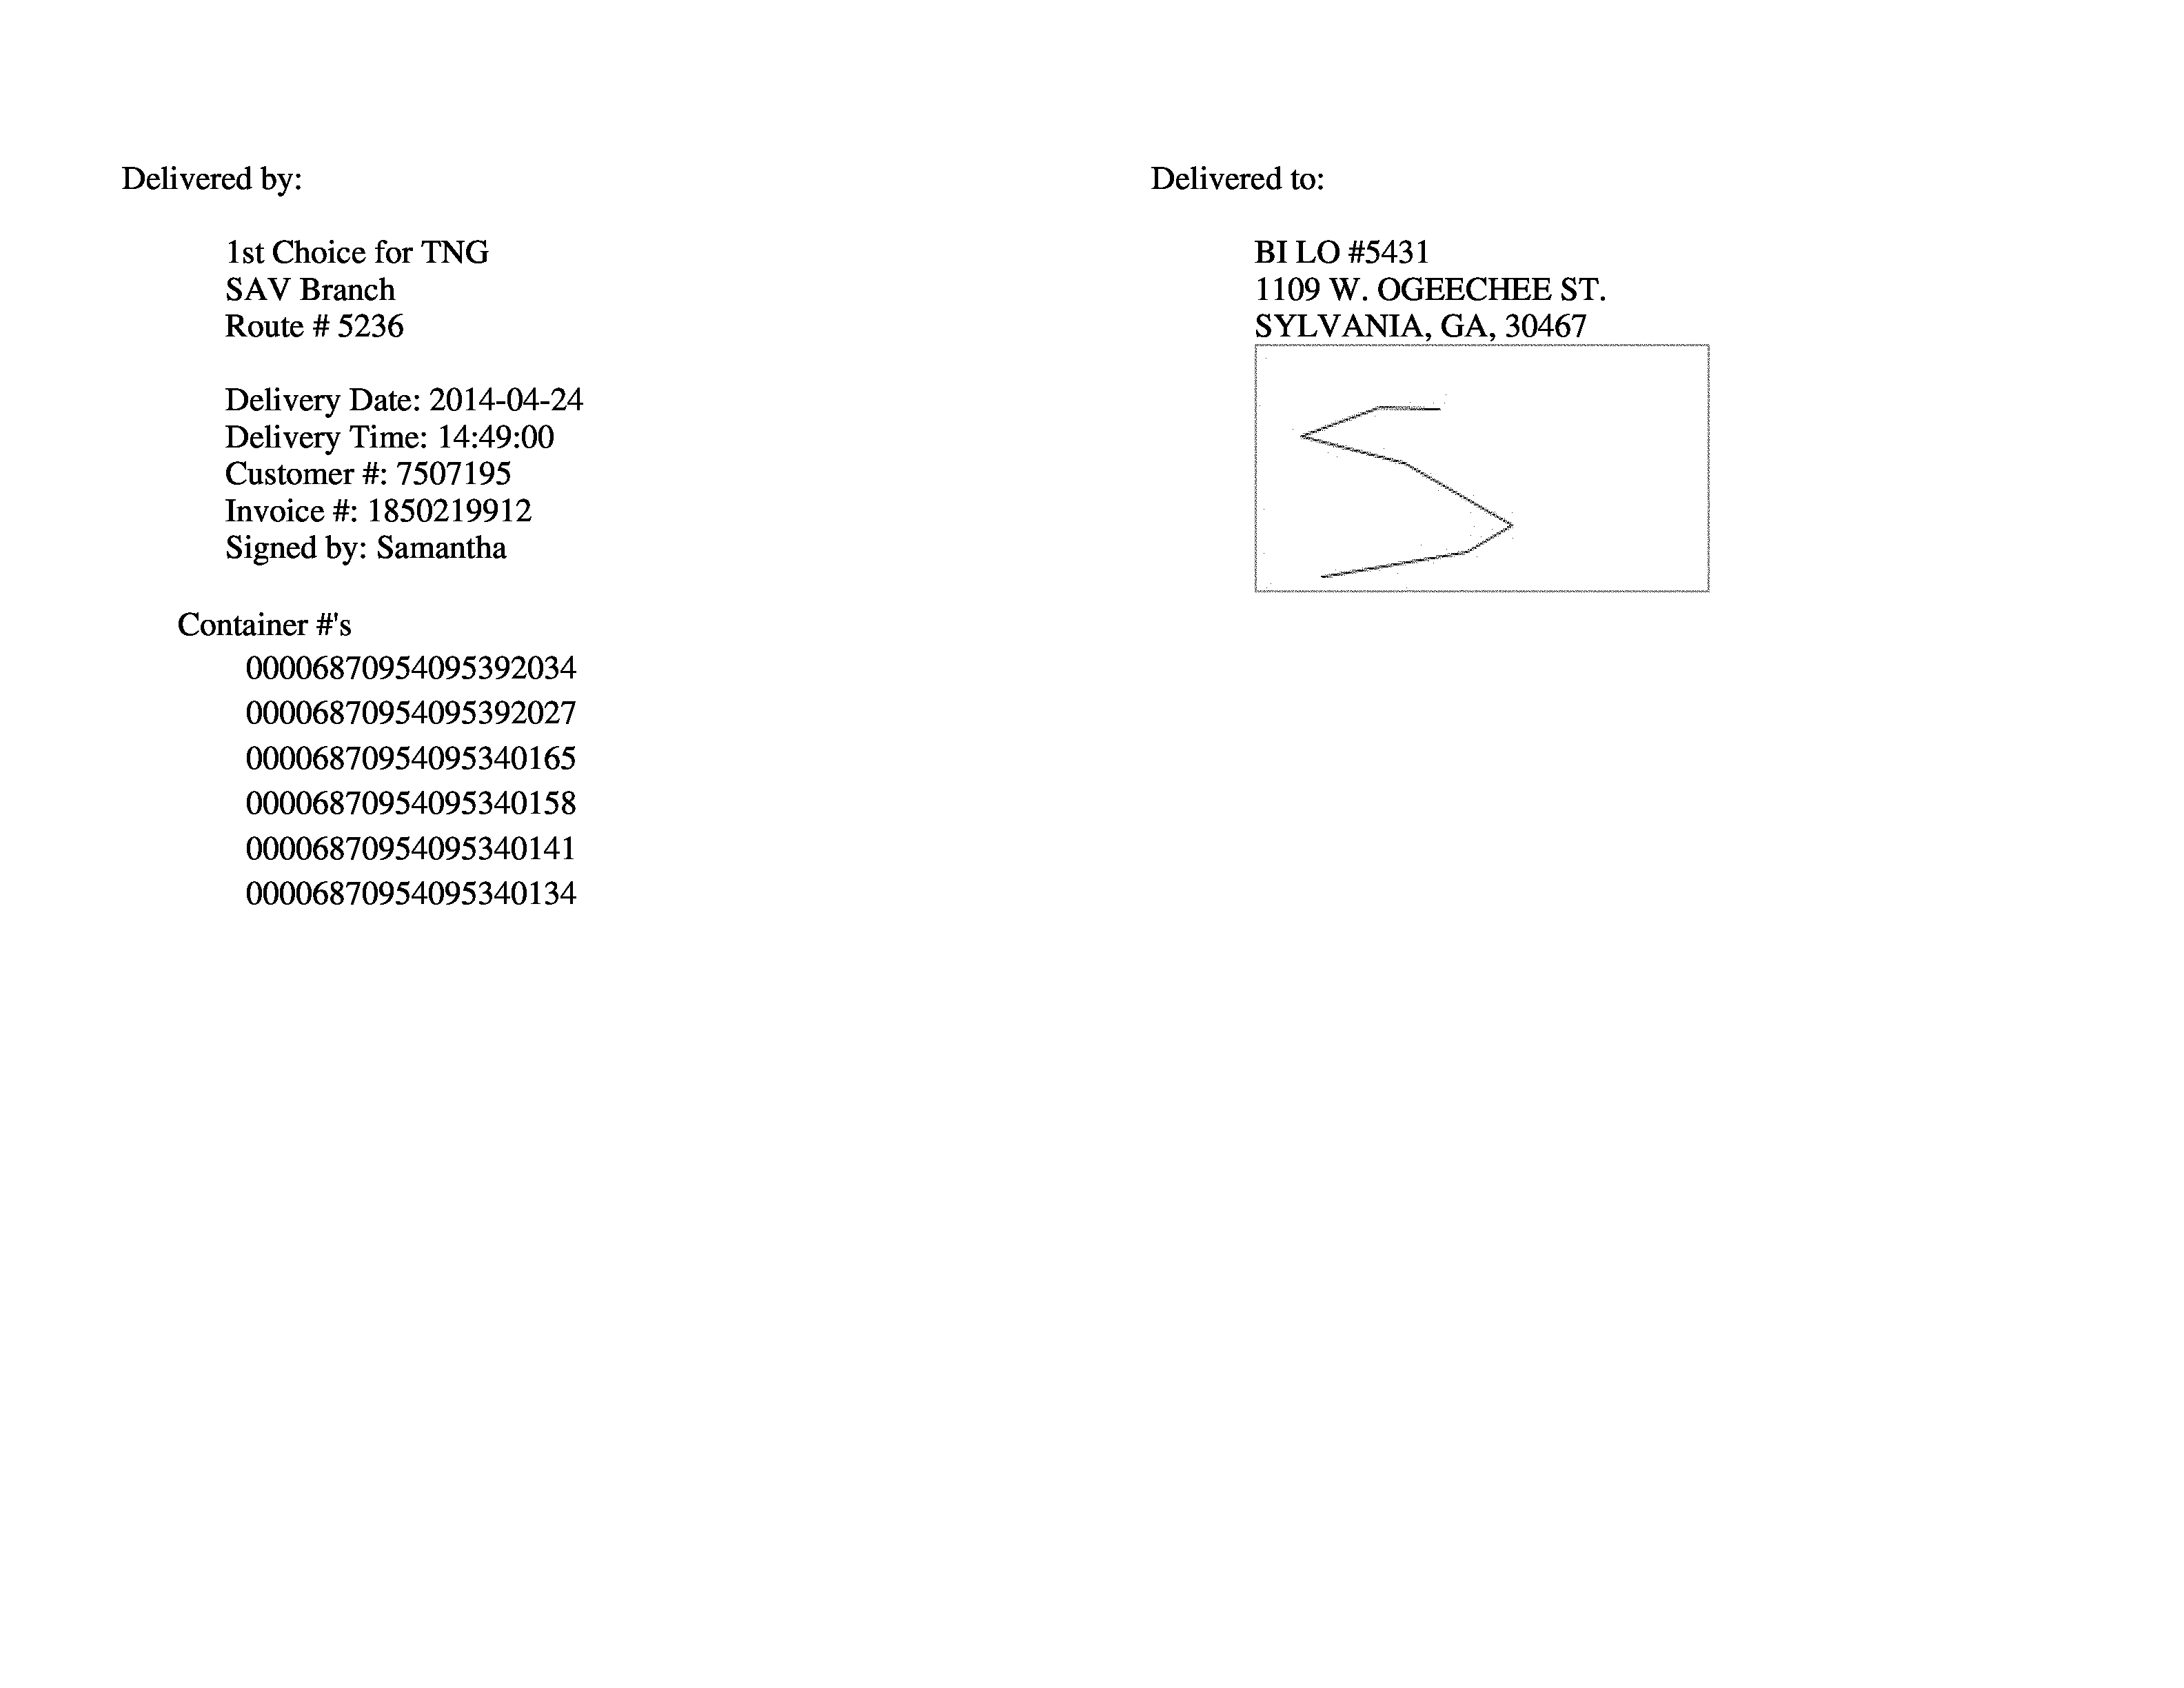 Delivered by:
1st Choice for TNG
SAV Branch
Route # 5236
Delivery Date: 2014-04-24
Delivery Time: 14:49:00
Customer #: 7507195
Invoice #: 1850219912
Signed by: Samantha
Container #'s
00006870954095392034
00006870954095392027
00006870954095340165
00006870954095340158
00006870954095340141
00006870954095340134
Delivered to:
BI LO #5431
1109 W. OGEECHEE ST.
SYLVANIA, GA, 30467